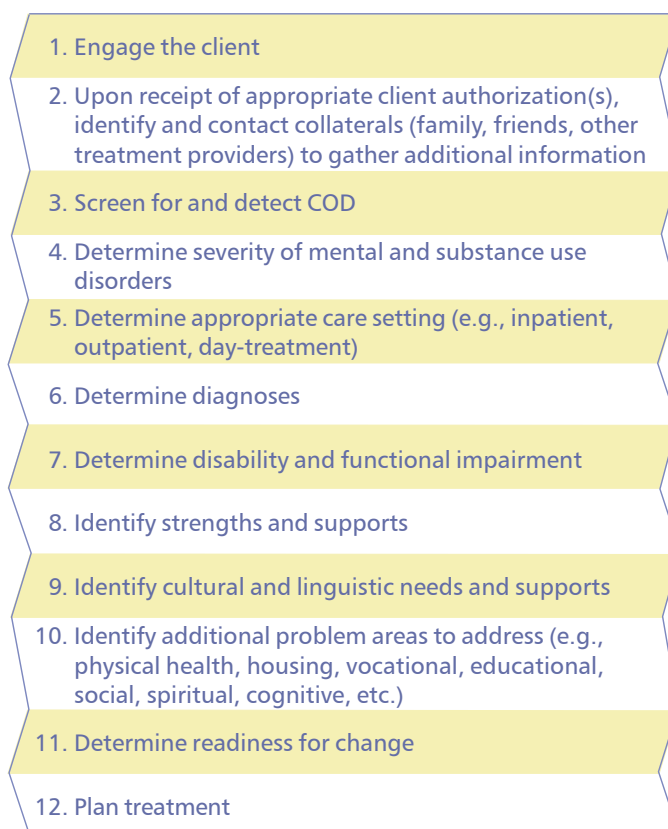 1. Engage the client
2. Upon receipt of appropriate client authorization(s),
identify and contact collaterals (family, friends, other
treatment providers) to gather additional information
3. Screen for and detect COD
4. Determine severity of mental and substance use
disorders
5. Determine appropriate care setting (e.g., inpatient,
outpatient, day-treatment)
6. Determine diagnoses
7. Determine disability and functional impairment
8. Identify strengths and supports
9. Identify cultural and linguistic needs and supports
10. Identify additional problem areas to address (e.g.,
physical health, housing, vocational, educational,
social, spiritual, cognitive, etc.)
11. Determine readiness for change
12. Plan treatment